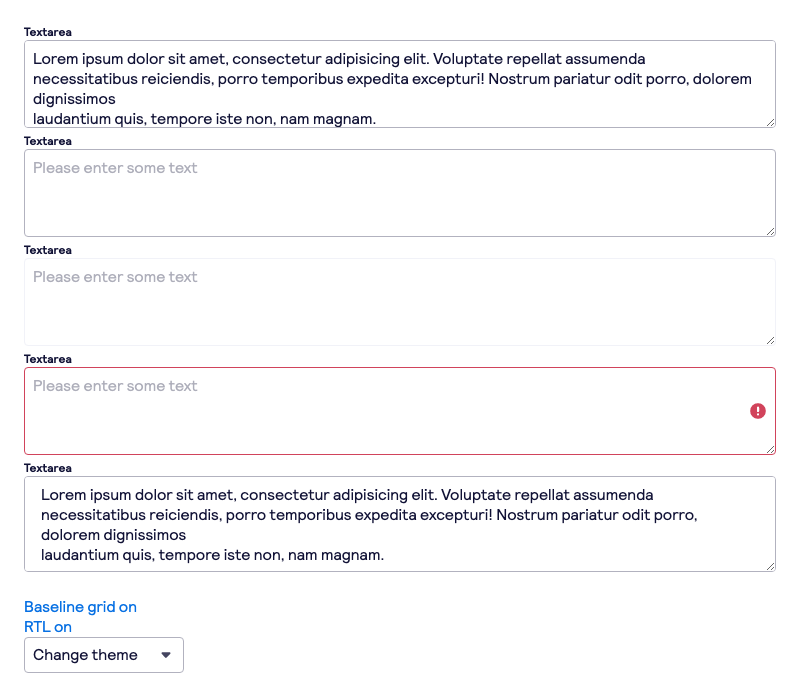 Textarea
Lorem ipsum dolor sit amet, consectetur adipisicing elit. Voluptate repellat assumenda
necessitatibus reiciendis, porro temporibus expedita excepturi! Nostrum pariatur odit porro, dolorem
dignissimos
laudantium quis, tempore iste non, nam magnam.
Textarea
Please enter some text
Textarea
Please enter some text
Textarea
Please enter some text
Textarea
Lorem ipsum dolor sit amet, consectetur adipisicing elit. Voluptate repellat assumenda
necessitatibus reiciendis, porro temporibus expedita excepturi! Nostrum pariatur odit porro,
dolorem dignissimos
laudantium quis, tempore iste non, nam magnam.
Baseline grid on
RTL on
Change theme